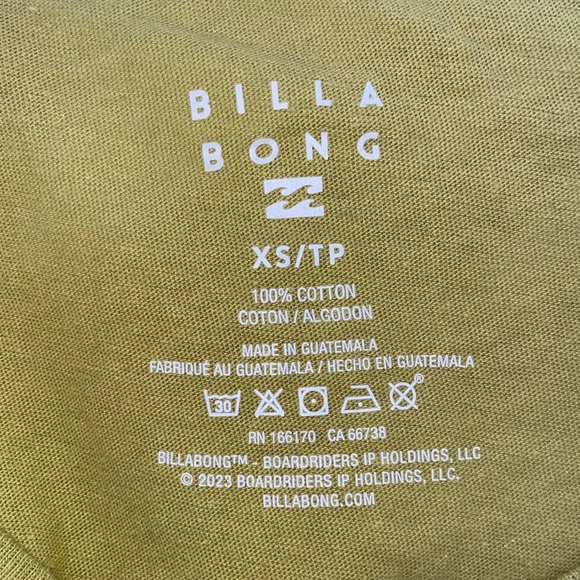 BILLA
BONG
XS/TP
100% COTTON
COTON / ALGODON
MADE IN GUATEMALA
FABRIQUÉ AU GUATEMALA / HECHO EN GUATEMALA
30
RN 166170 CA 66738
BILLABONG™ - BOARDRIDERS IP HOLDINGS, LLC
© 2023 BOARDRIDERS IP HOLDINGS, LLC.
BILLABONG.COM